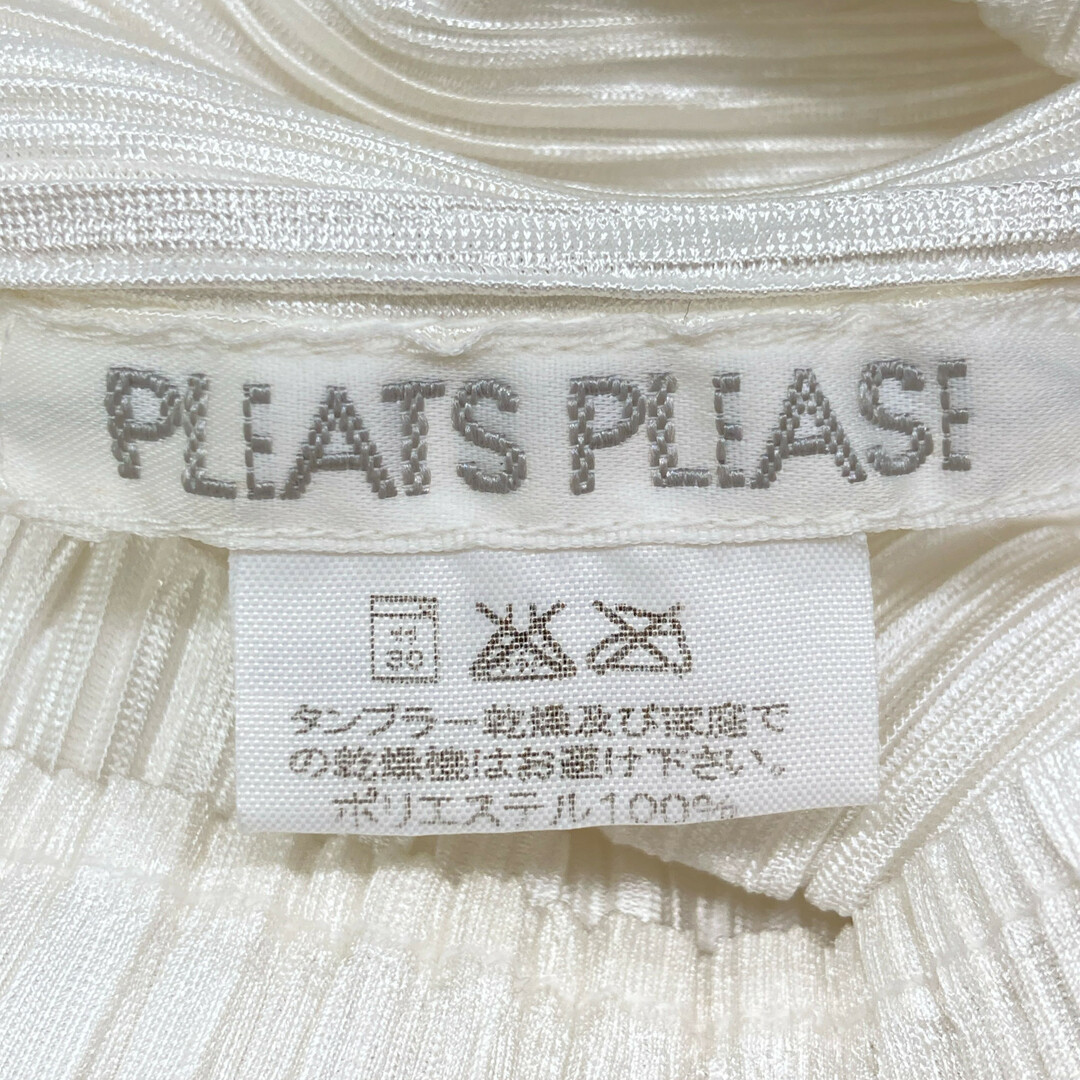 PLEATS PLEASE
30
タンブラー乾燥及び家庭で
の乾燥機はお避け下さい。
ポリエステル100%